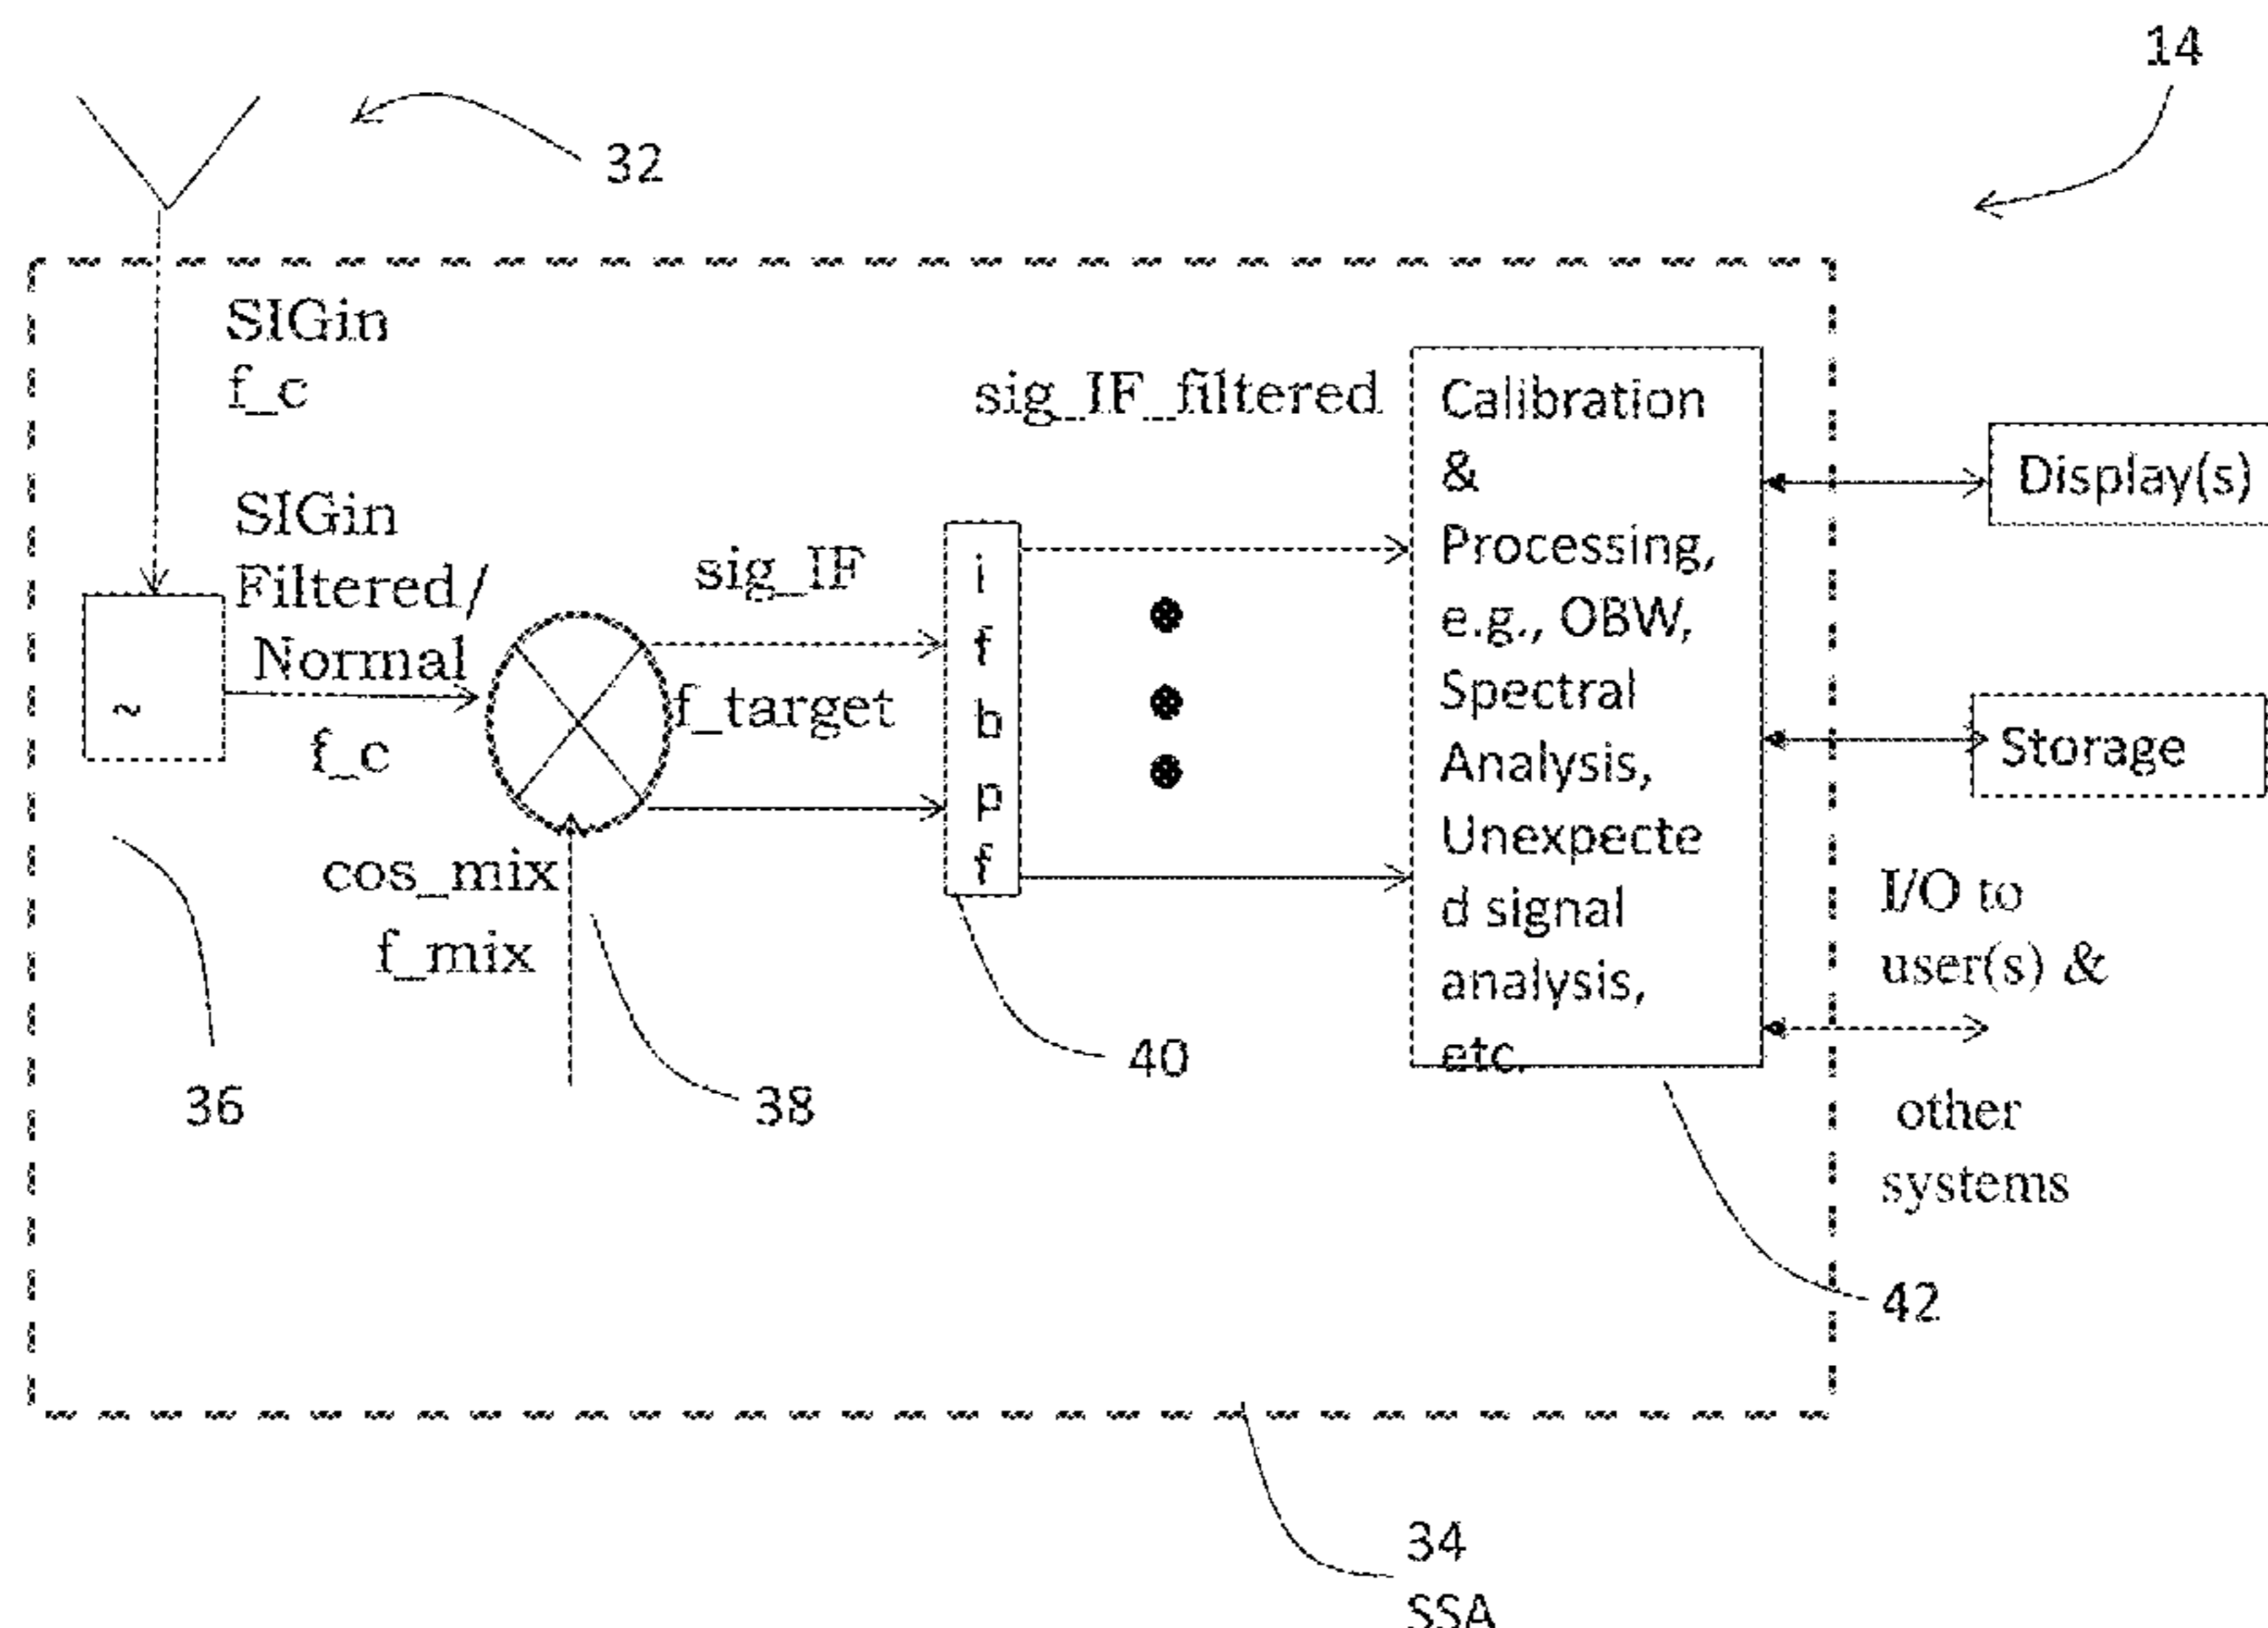 14
32
SIGin
f_c
SIGin
Filtered/
Normal
f_c
~
36
cos_mix
f_mix
38
sig_IF
f_target
i
f
b
p
f
40
sig_IF_filtered
Calibration
&
Processing,
e.g., OBW,
Spectral
Analysis,
Unexpecte
d signal
analysis,
etc.
42
Display(s)
Storage
I/O to
user(s) &
other
systems
34
SSA